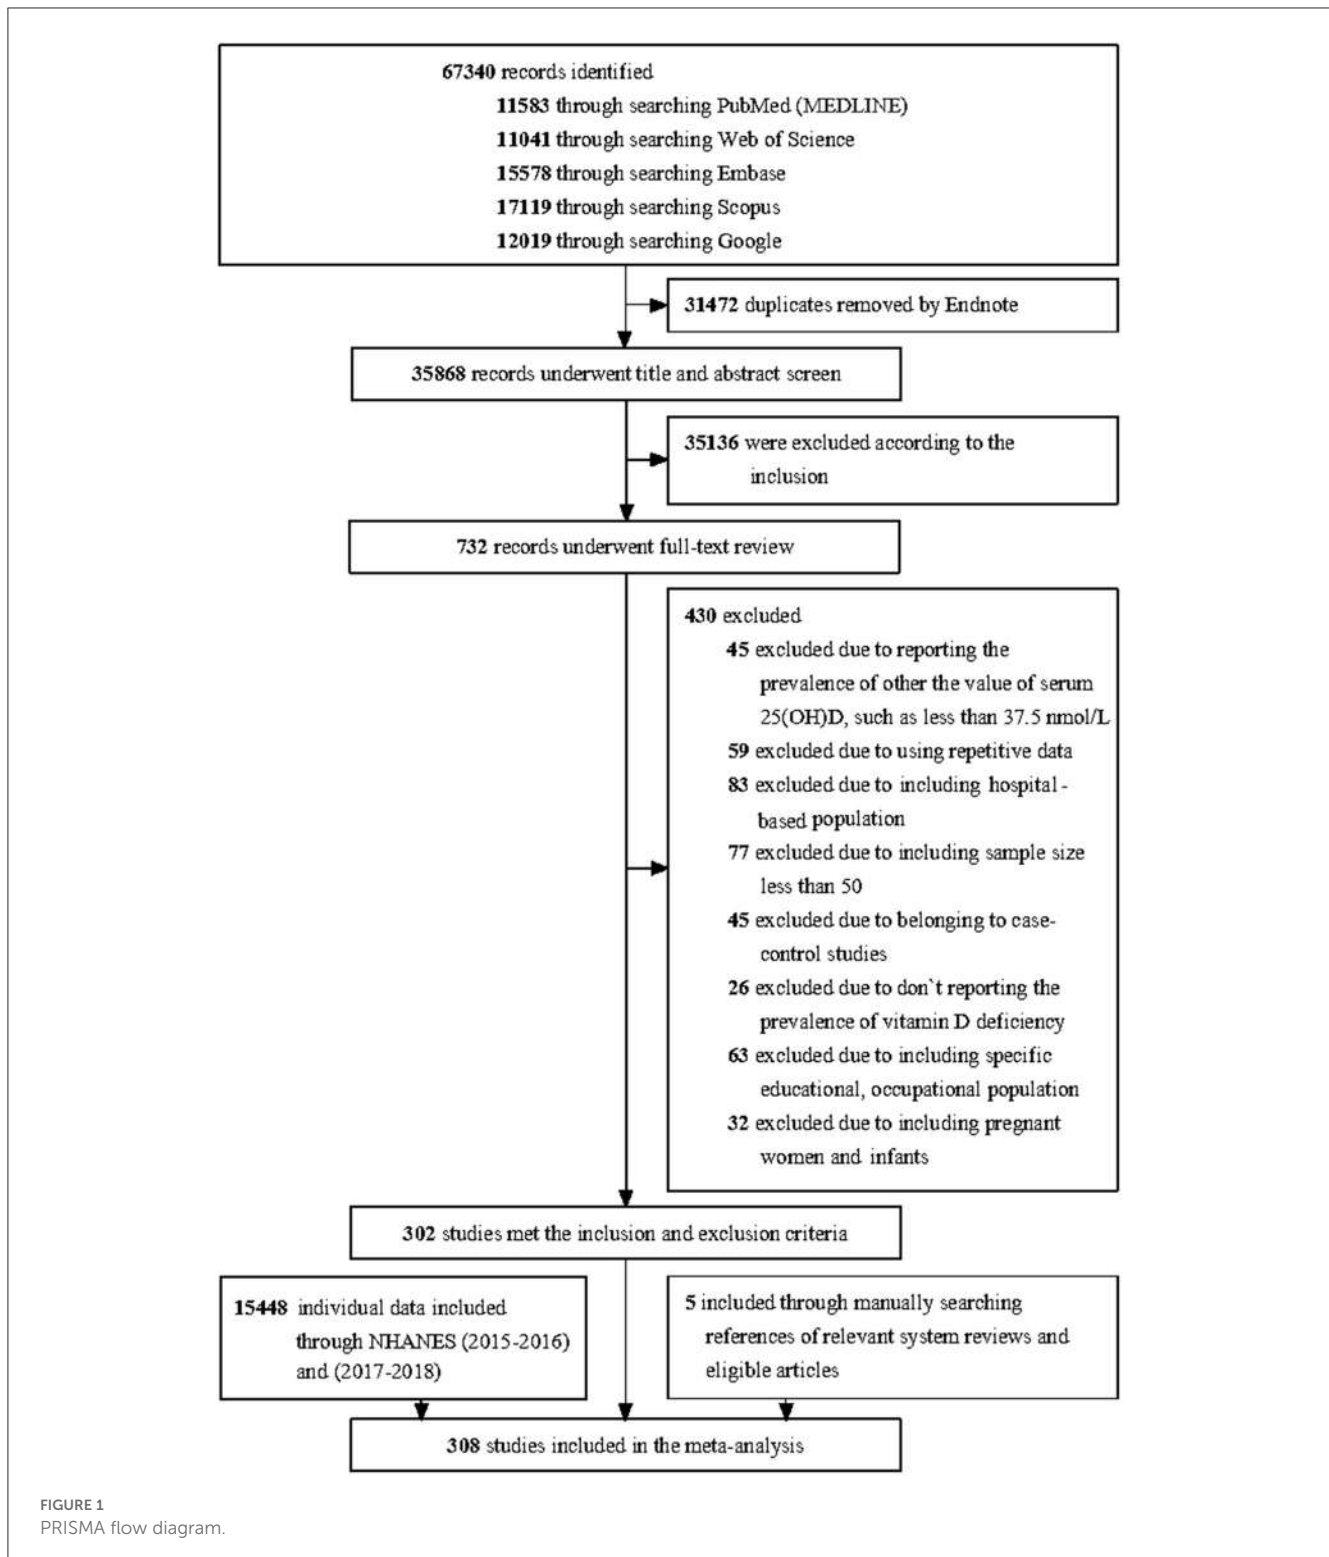 67340 records identified
11583 through searching PubMed (MEDLINE)
11041 through searching Web of Science
15578 through searching Embase
17119 through searching Scopus
12019 through searching Google
31472 duplicates removed by Endnote
35868 records underwent title and abstract screen
35136 were excluded according to the
inclusion
732 records underwent full-text review
430 excluded
45 excluded due to reporting the
prevalence of other the value of serum
25(OH)D, such as less than 37.5 nmol/L
59 excluded due to using repetitive data
83 excluded due to including hospital-
based population
77 excluded due to including sample size
less than 50
45 excluded due to belonging to case-
control studies
26 excluded due to don`t reporting the
prevalence of vitamin D deficiency
63 excluded due to including specific
educational, occupational population
32 excluded due to including pregnant
women and infants
302 studies met the inclusion and exclusion criteria
15448 individual data included
through NHANES (2015-2016)
and (2017-2018)
5 included through manually searching
references of relevant system reviews and
eligible articles
308 studies included in the meta-analysis
FIGURE 1
PRISMA flow diagram.